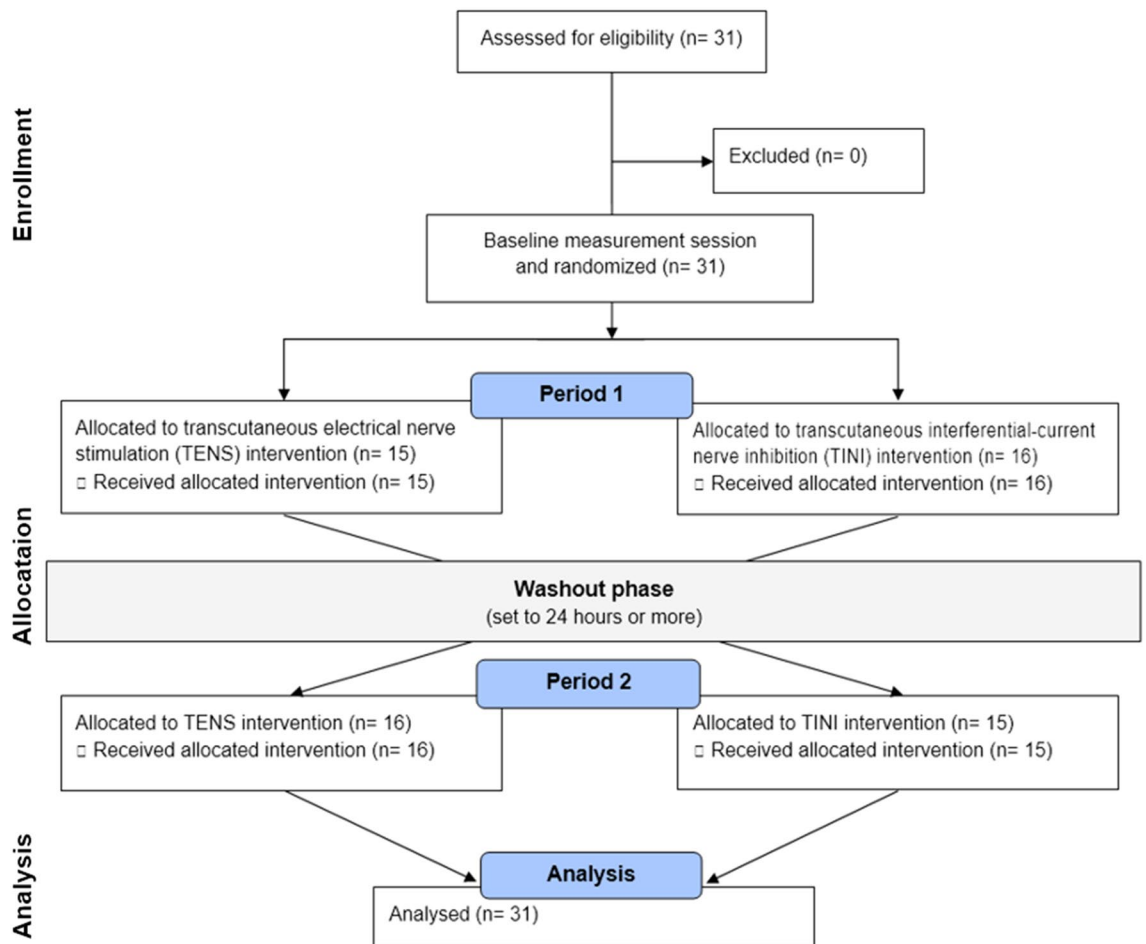 Enrollment
Assessed for eligibility (n= 31)
Excluded (n= 0)
Baseline measurement session
and randomized (n= 31)
Allocataion
Period 1
Allocated to transcutaneous electrical nerve
stimulation (TENS) intervention (n= 15)
▯ Received allocated intervention (n= 15)
Allocated to transcutaneous interferential-current
nerve inhibition (TINI) intervention (n= 16)
▯ Received allocated intervention (n= 16)
Washout phase
(set to 24 hours or more)
Period 2
Allocated to TENS intervention (n= 16)
▯ Received allocated intervention (n= 16)
Allocated to TINI intervention (n= 15)
▯ Received allocated intervention (n= 15)
Analysis
Analysis
Analysed (n= 31)